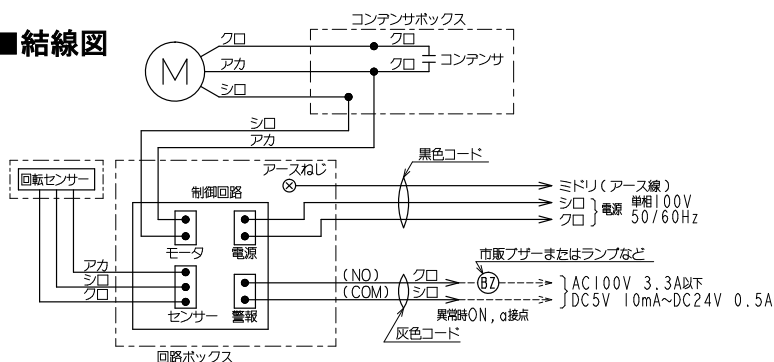 ■結線図
コンデンサボックス
クロ
クロ
アカ
クロ
コンデンサ
M
シロ
シロ
アカ
回転センサー
アースねじ
黒色コード
制御回路
ミドリ(アース線)
シロ
クロ
電源
単相100V
50/60Hz
モータ
電源
アカ
シロ
クロ
センサー
警報
(NO)
クロ
(COM)
シロ
市販ブザーまたはランプなど
BZ
AC100V 3.3A以下
DC5V 10mA~DC24V 0.5A
異常時ON,a接点
灰色コード
回路ボックス